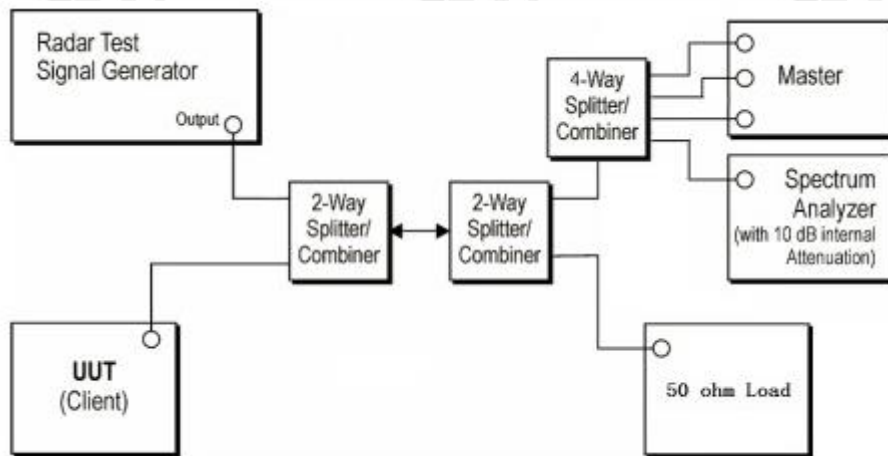 Radar Test
Signal Generator
Output
4-Way
Splitter/
Combiner
Master
2-Way
Splitter/
Combiner
2-Way
Splitter/
Combiner
Spectrum
Analyzer
(with 10 dB internal
Attenuation)
UUT
(Client)
50 ohm Load